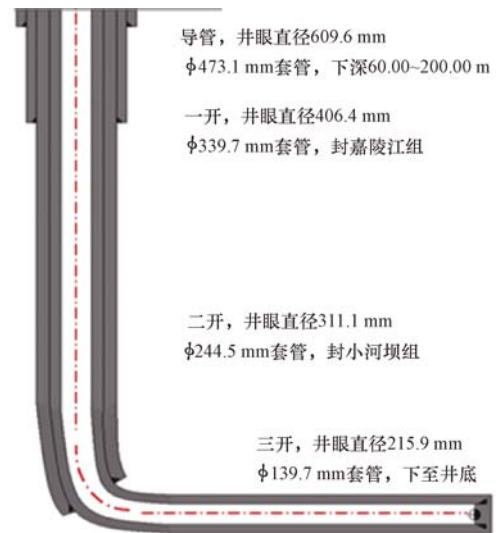 导管，井眼直径609.6 mm
ϕ473.1 mm套管，下深60.00~200.00 m
一开，井眼直径406.4 mm
ϕ339.7 mm套管，封嘉陵江组
二开，井眼直径311.1 mm
ϕ244.5 mm套管，封小河坝组
三开，井眼直径215.9 mm
ϕ139.7 mm套管，下至井底